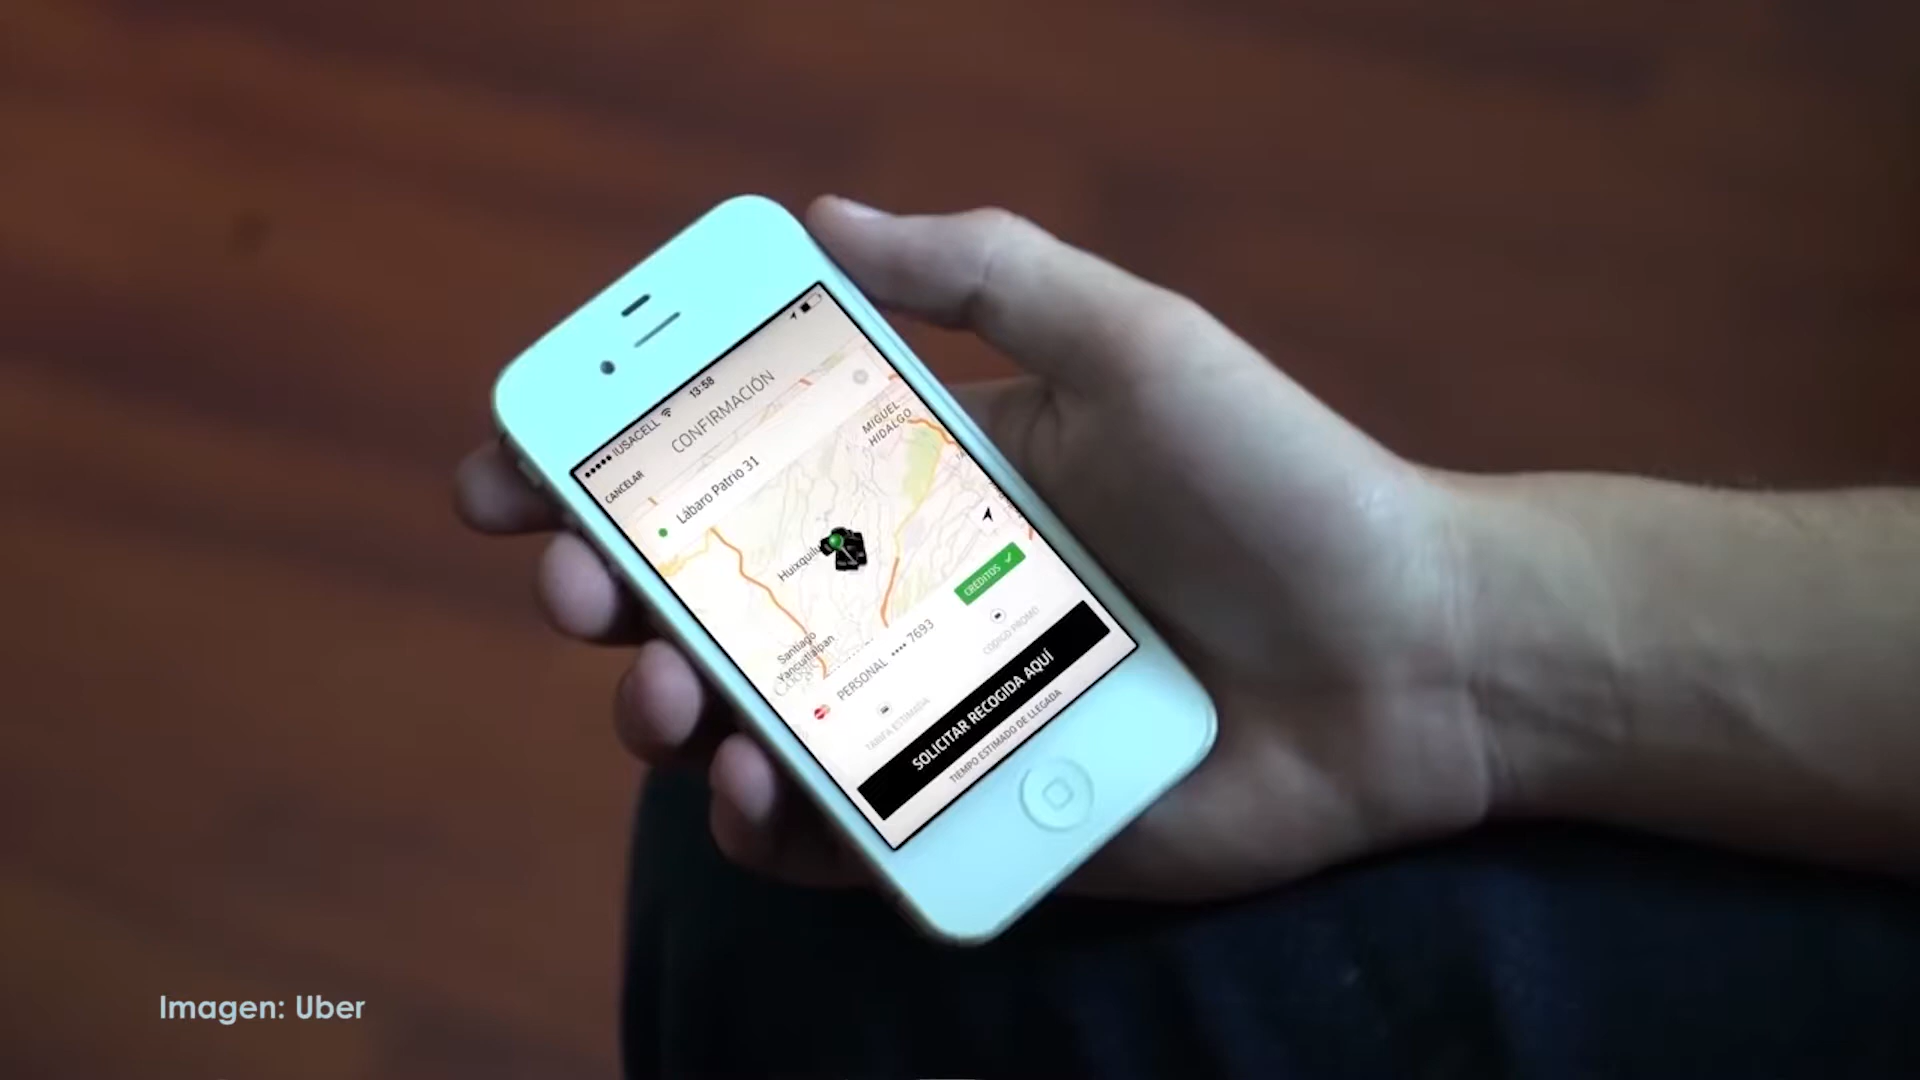 IUSACELL 13:58
CANCELAR
CONFIRMACIÓN
Lábaro Patrio 31
MIGUEL
HIDALGO
Santiago
Yancuitlalpan
CRÉDITOS
PERSONAL •••• 7693
TARIFA ESTIMADA
CÓDIGO PROMO
SOLICITAR RECOGIDA AQUÍ
TIEMPO ESTIMADO DE LLEGADA
Imagen: Uber